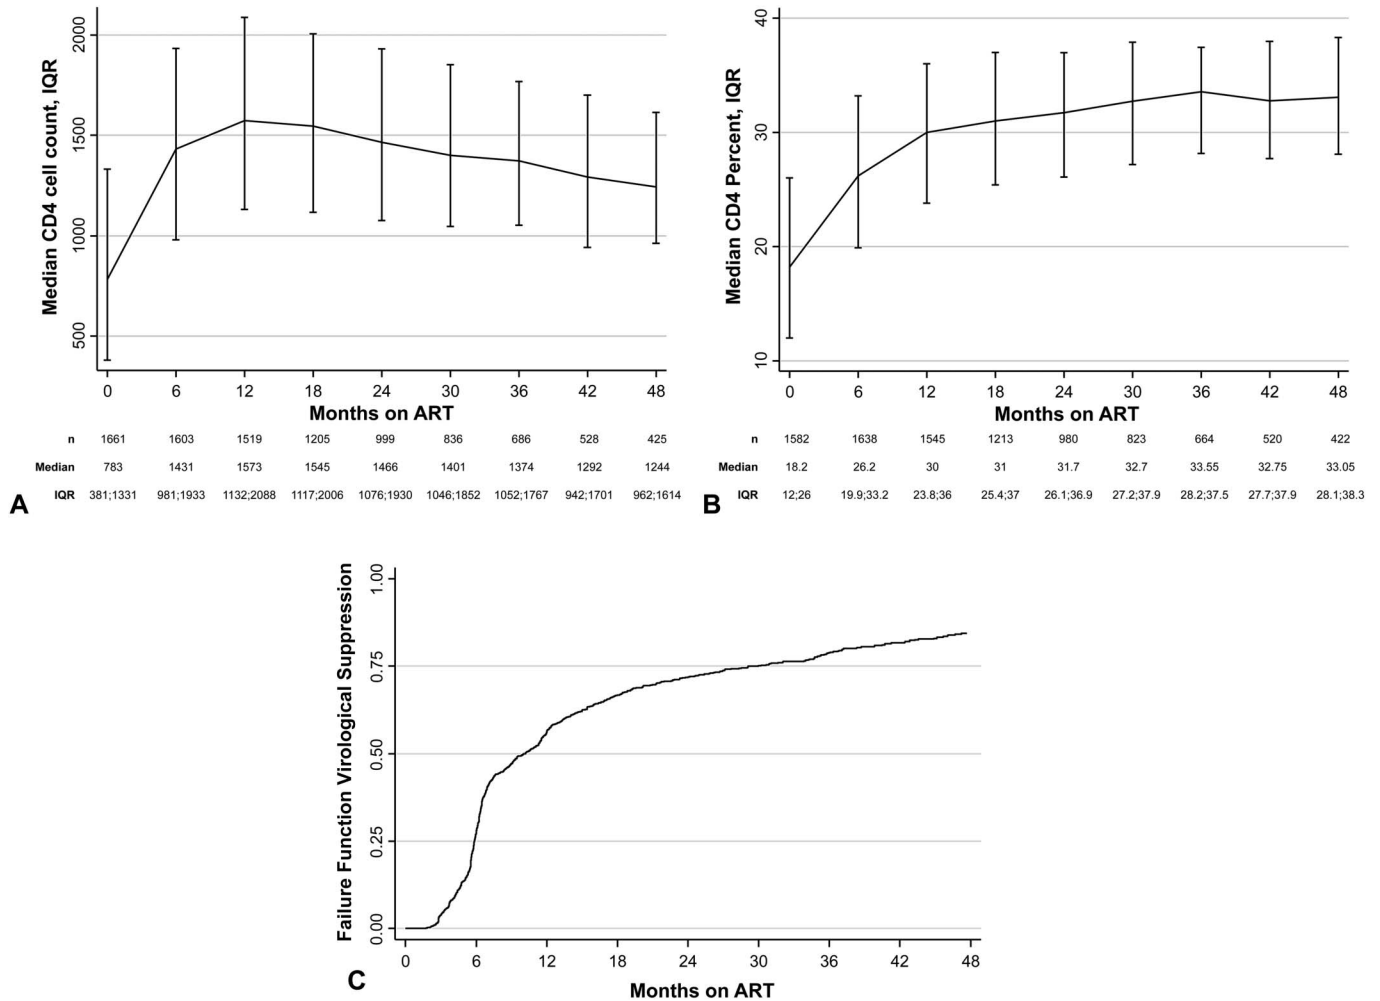 Median CD4 cell count, IQR
2000
1500
1000
500
0 6 12 18 24 30 36 42 48
Months on ART
n 1661 1603 1519 1205 999 836 686 528 425
Median 783 1431 1573 1545 1466 1401 1374 1292 1244
IQR 381;1331 981;1933 1132;2088 1117;2006 1076;1930 1046;1852 1052;1767 942;1701 962;1614
A
Median CD4 Percent, IQR
40
30
20
10
0 6 12 18 24 30 36 42 48
Months on ART
n 1582 1638 1545 1213 980 823 664 520 422
Median 18.2 26.2 30 31 31.7 32.7 33.55 32.75 33.05
IQR 12;26 19.9;33.2 23.8;36 25.4;37 26.1;36.9 27.2;37.9 28.2;37.5 27.7;37.9 28.1;38.3
B
Failure Function Virological Suppression
1.00
0.75
0.50
0.25
0.00
0 6 12 18 24 30 36 42 48
Months on ART
C